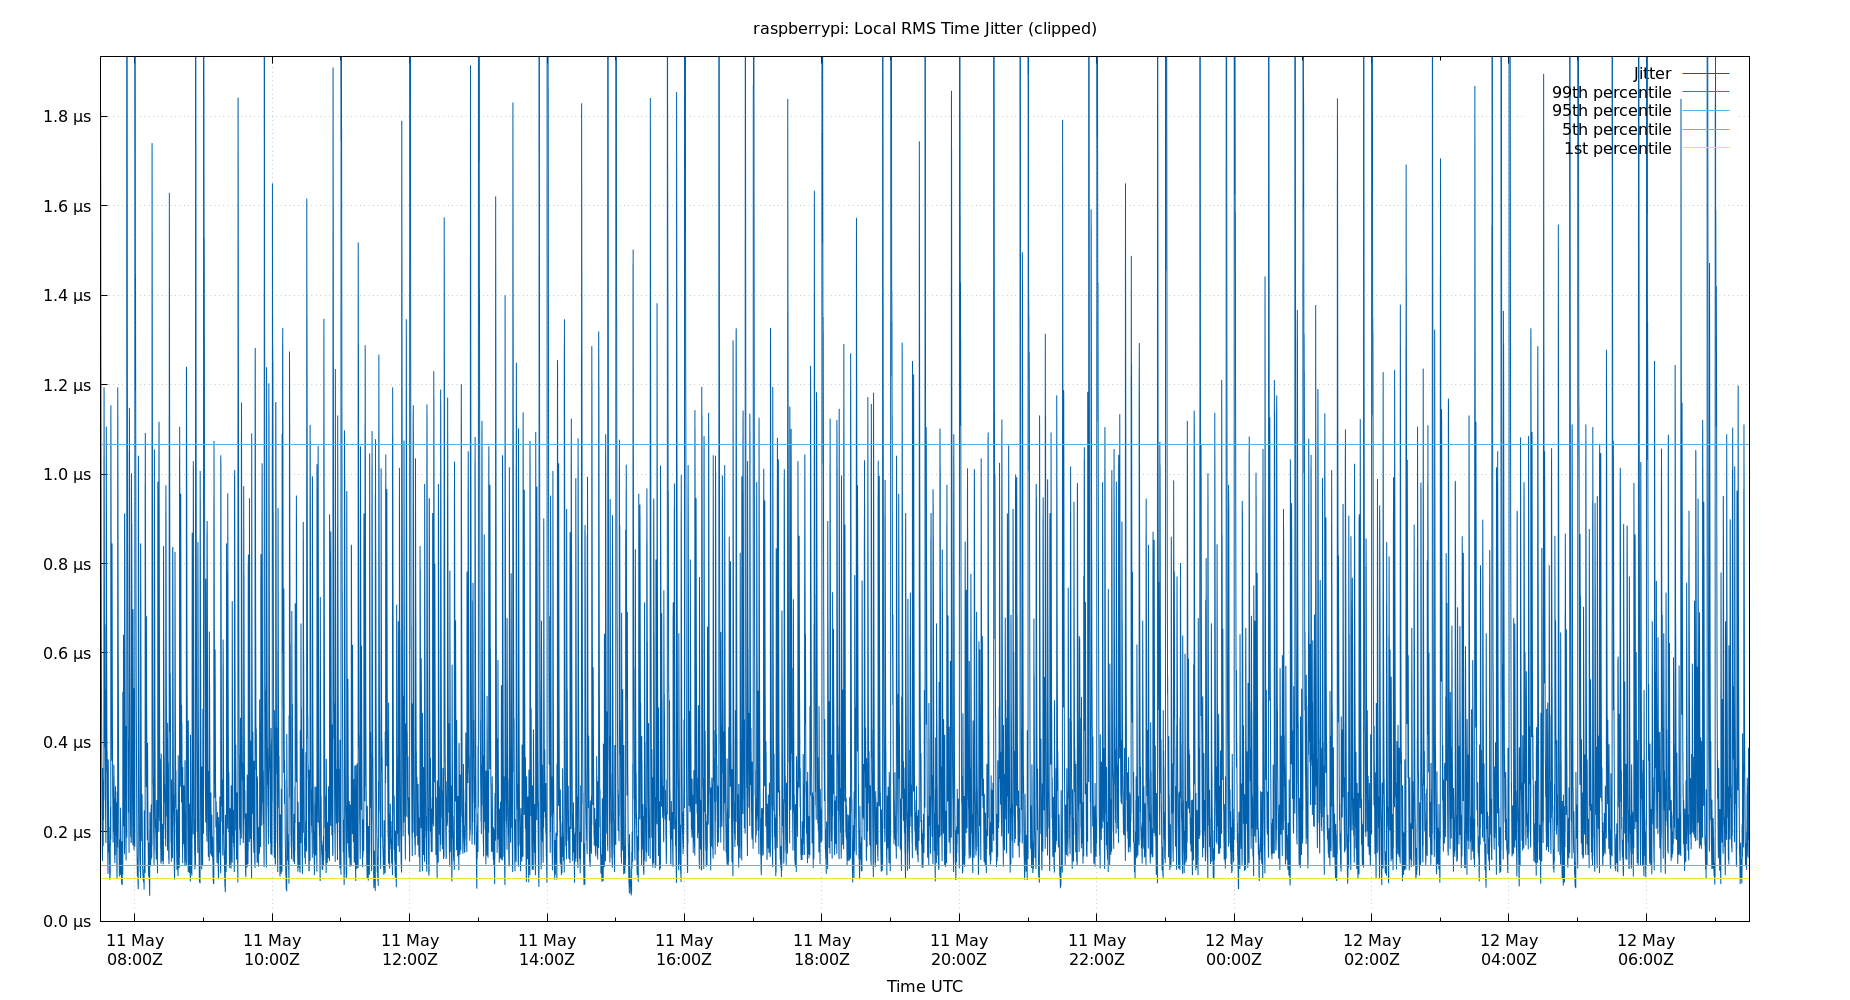 raspberrypi: Local RMS Time Jitter (clipped)
Jitter
99th percentile
95th percentile
5th percentile
1st percentile
1.8 µs
1.6 µs
1.4 µs
1.2 µs
1.0 µs
0.8 µs
0.6 µs
0.4 µs
0.2 µs
0.0 µs
11 May 11 May 11 May 11 May 11 May 11 May 11 May 11 May 12 May 12 May 12 May 12 May
08:00Z 10:00Z 12:00Z 14:00Z 16:00Z 18:00Z 20:00Z 22:00Z 00:00Z 02:00Z 04:00Z 06:00Z
Time UTC